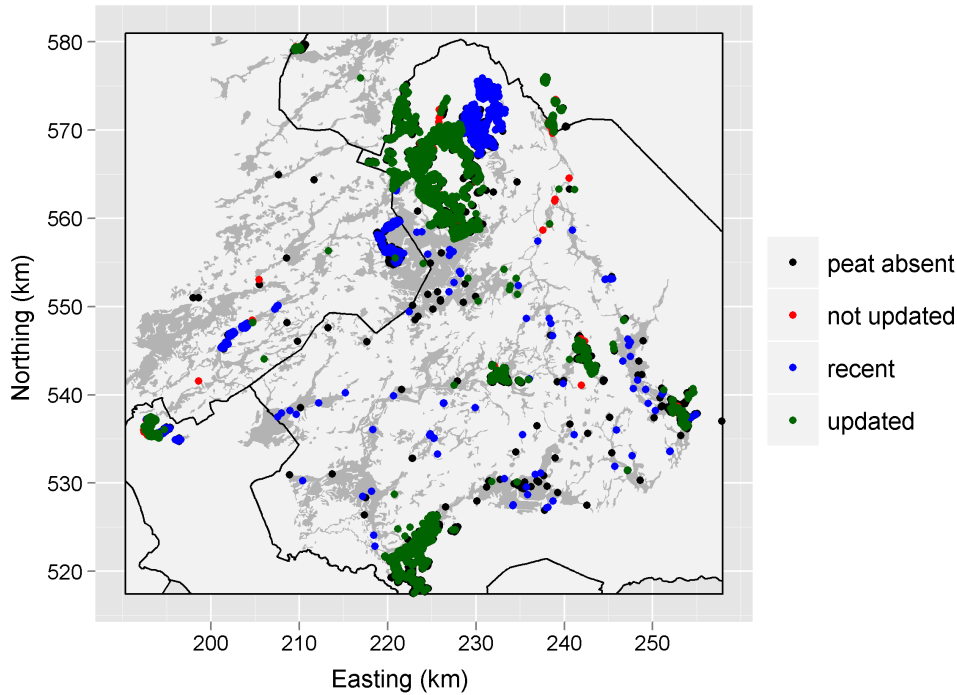 580
570
560
550
540
530
520
200
210
220
230
240
250
Northing (km)
Easting (km)
peat absent
not updated
recent
updated